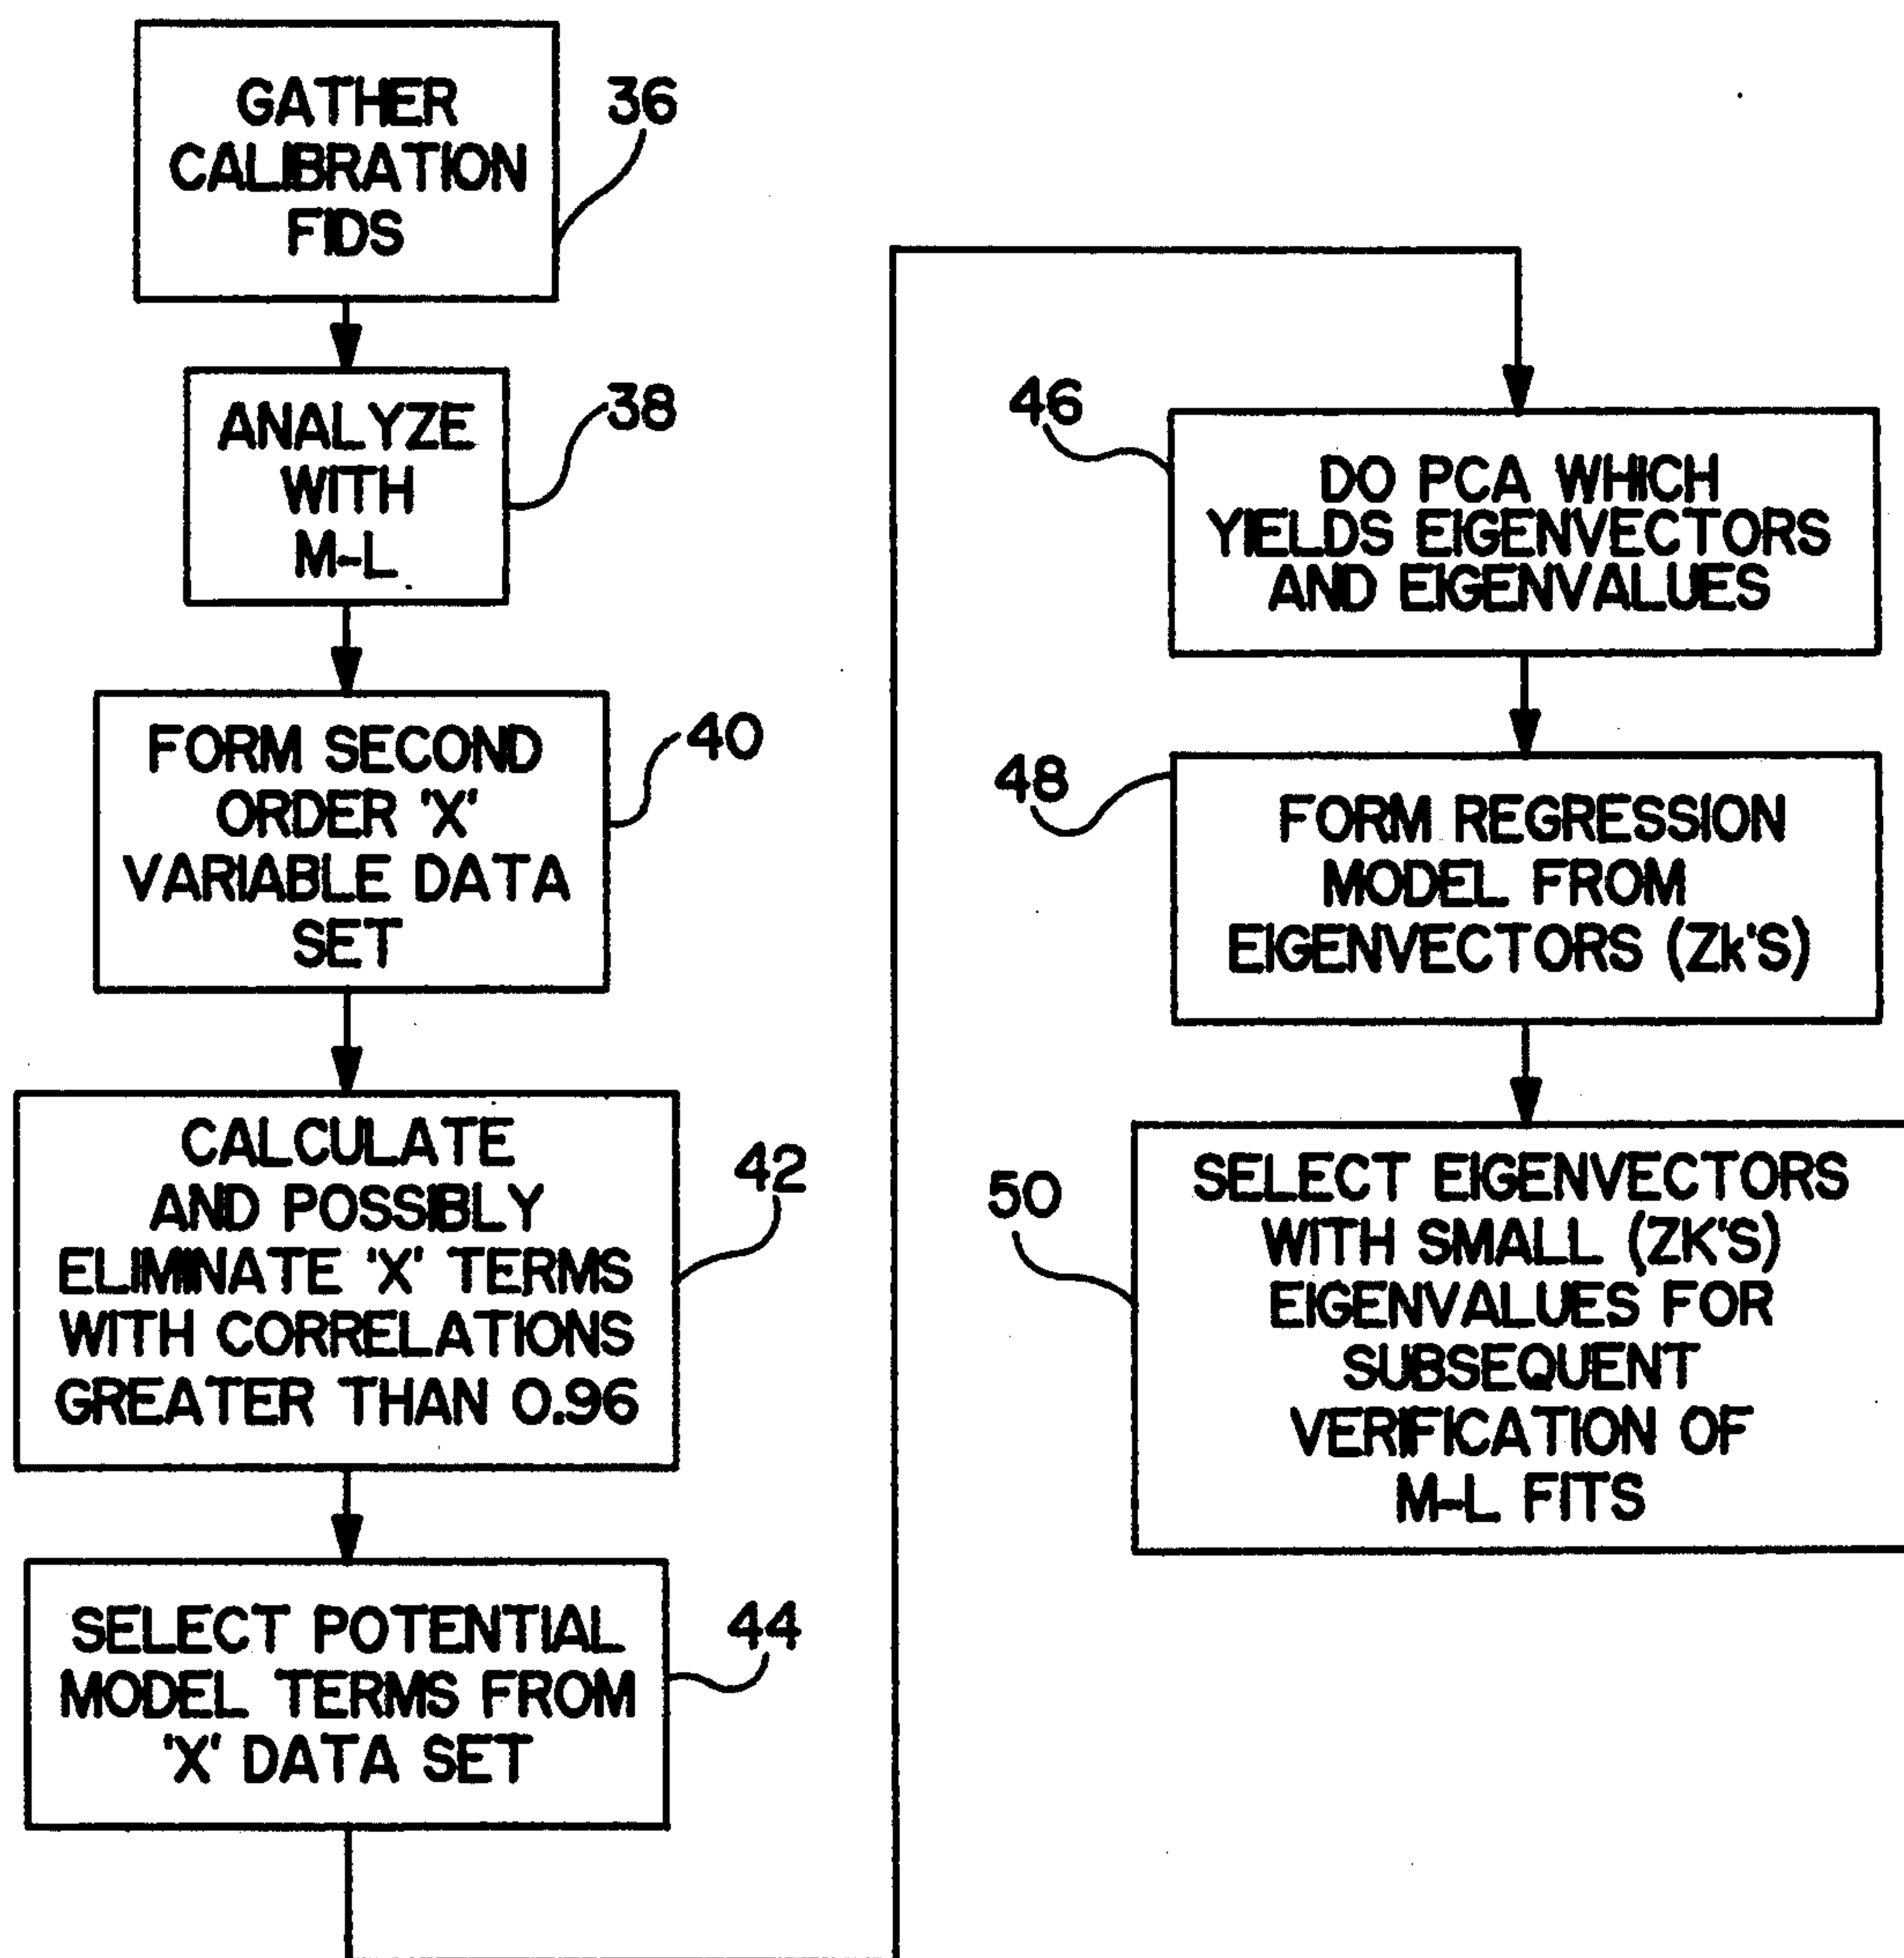 GATHER
CALIBRATION
FIDS
36
ANALYZE
WITH
M-L
38
FORM SECOND
ORDER 'X'
VARIABLE DATA
SET
40
CALCULATE
AND POSSIBLY
ELIMINATE 'X' TERMS
WITH CORRELATIONS
GREATER THAN 0.96
42
SELECT POTENTIAL
MODEL TERMS FROM
'X' DATA SET
44
46
DO PCA WHICH
YIELDS EIGENVECTORS
AND EIGENVALUES
48
FORM REGRESSION
MODEL FROM
EIGENVECTORS (Zk'S)
50
SELECT EIGENVECTORS
WITH SMALL (ZK'S)
EIGENVALUES FOR
SUBSEQUENT
VERIFICATION OF
M-L FITS